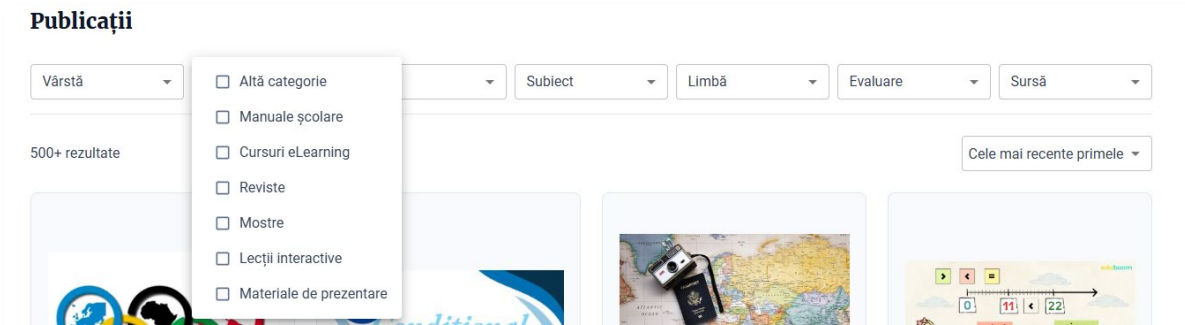 Publicații
Vârstă
Altă categorie
Manuale școlare
Cursuri eLearning
Reviste
Mostre
Lecții interactive
Materiale de prezentare
Subiect
Limbă
Evaluare
Sursă
500+ rezultate
Cele mai recente primele
eduboom
> < =
0 11 < 22